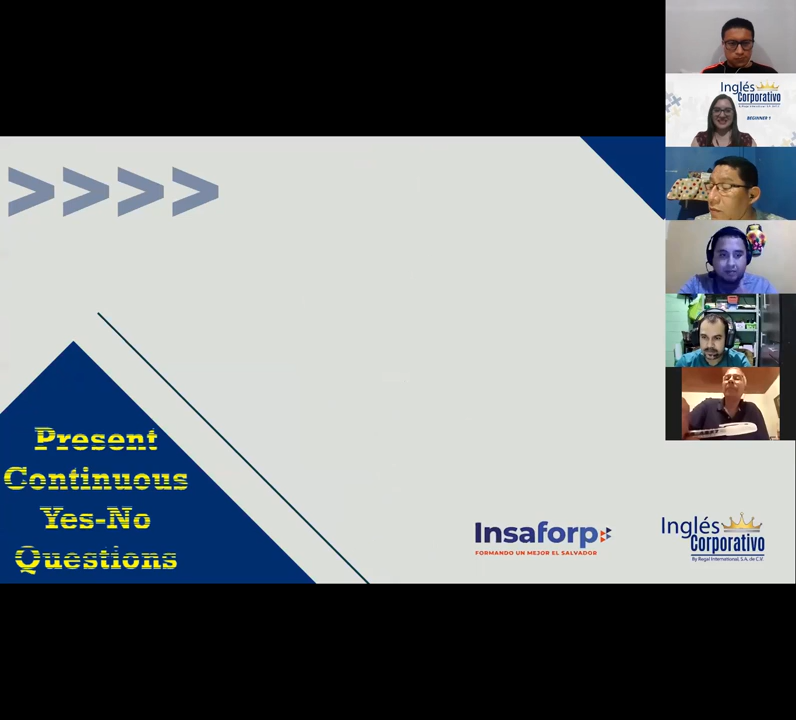 Inglés
Corporativo
BEGINNER 1
>>>>
Present
Continuous
Yes-No
Questions
Insaforp
FORMANDO UN MEJOR EL SALVADOR
Inglés
Corporativo
By Regal International, S.A. de C.V.